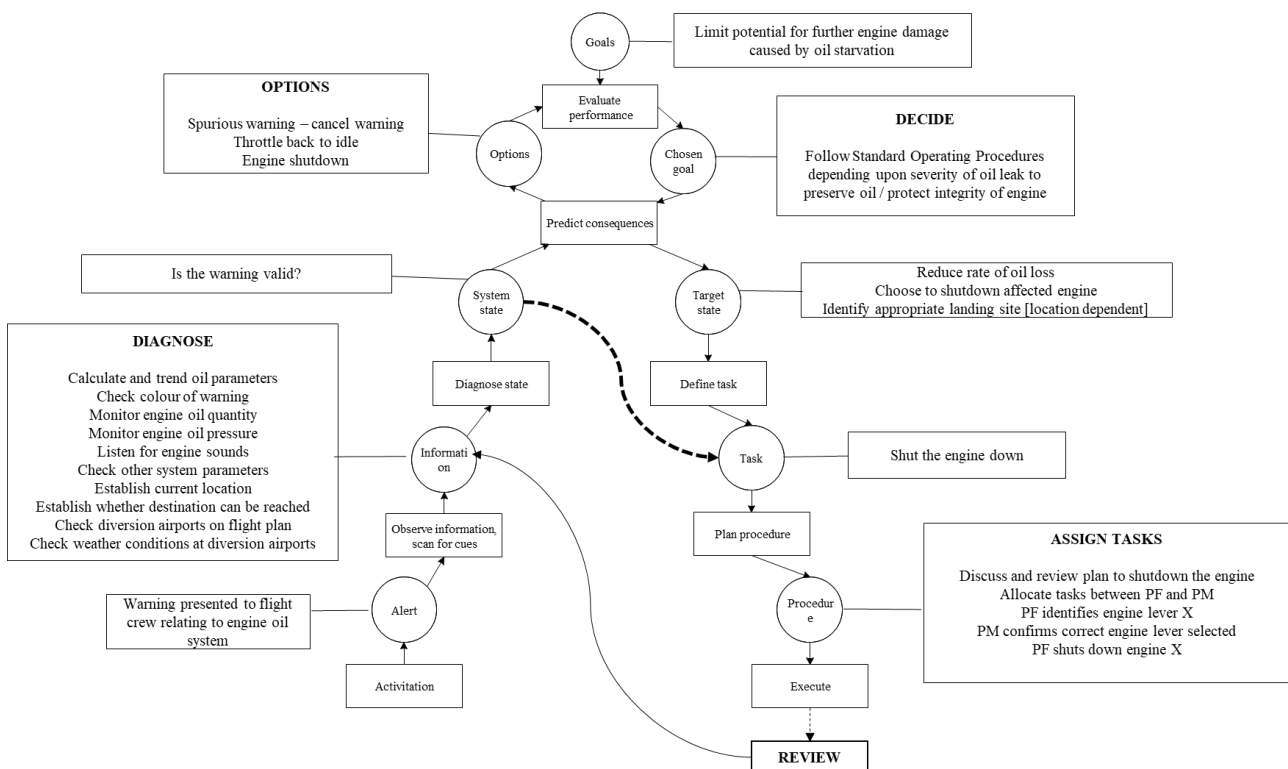 Goals
Limit potential for further engine damage
caused by oil starvation
OPTIONS
Spurious warning – cancel warning
Throttle back to idle
Engine shutdown
Evaluate
performance
DECIDE
Follow Standard Operating Procedures
depending upon severity of oil leak to
preserve oil / protect integrity of engine
Options
Chosen
goal
Predict consequences
Is the warning valid?
System
state
Target
state
Reduce rate of oil loss
Choose to shutdown affected engine
Identify appropriate landing site [location dependent]
DIAGNOSE
Calculate and trend oil parameters
Check colour of warning
Monitor engine oil quantity
Monitor engine oil pressure
Listen for engine sounds
Check other system parameters
Establish current location
Establish whether destination can be reached
Check diversion airports on flight plan
Check weather conditions at diversion airports
Diagnose state
Define task
Informati
on
Task
Shut the engine down
Observe information,
scan for cues
Plan procedure
ASSIGN TASKS
Discuss and review plan to shutdown the engine
Allocate tasks between PF and PM
PF identifies engine lever X
PM confirms correct engine lever selected
PF shuts down engine X
Warning presented to flight
crew relating to engine oil
system
Alert
Procedur
e
Activitation
Execute
REVIEW